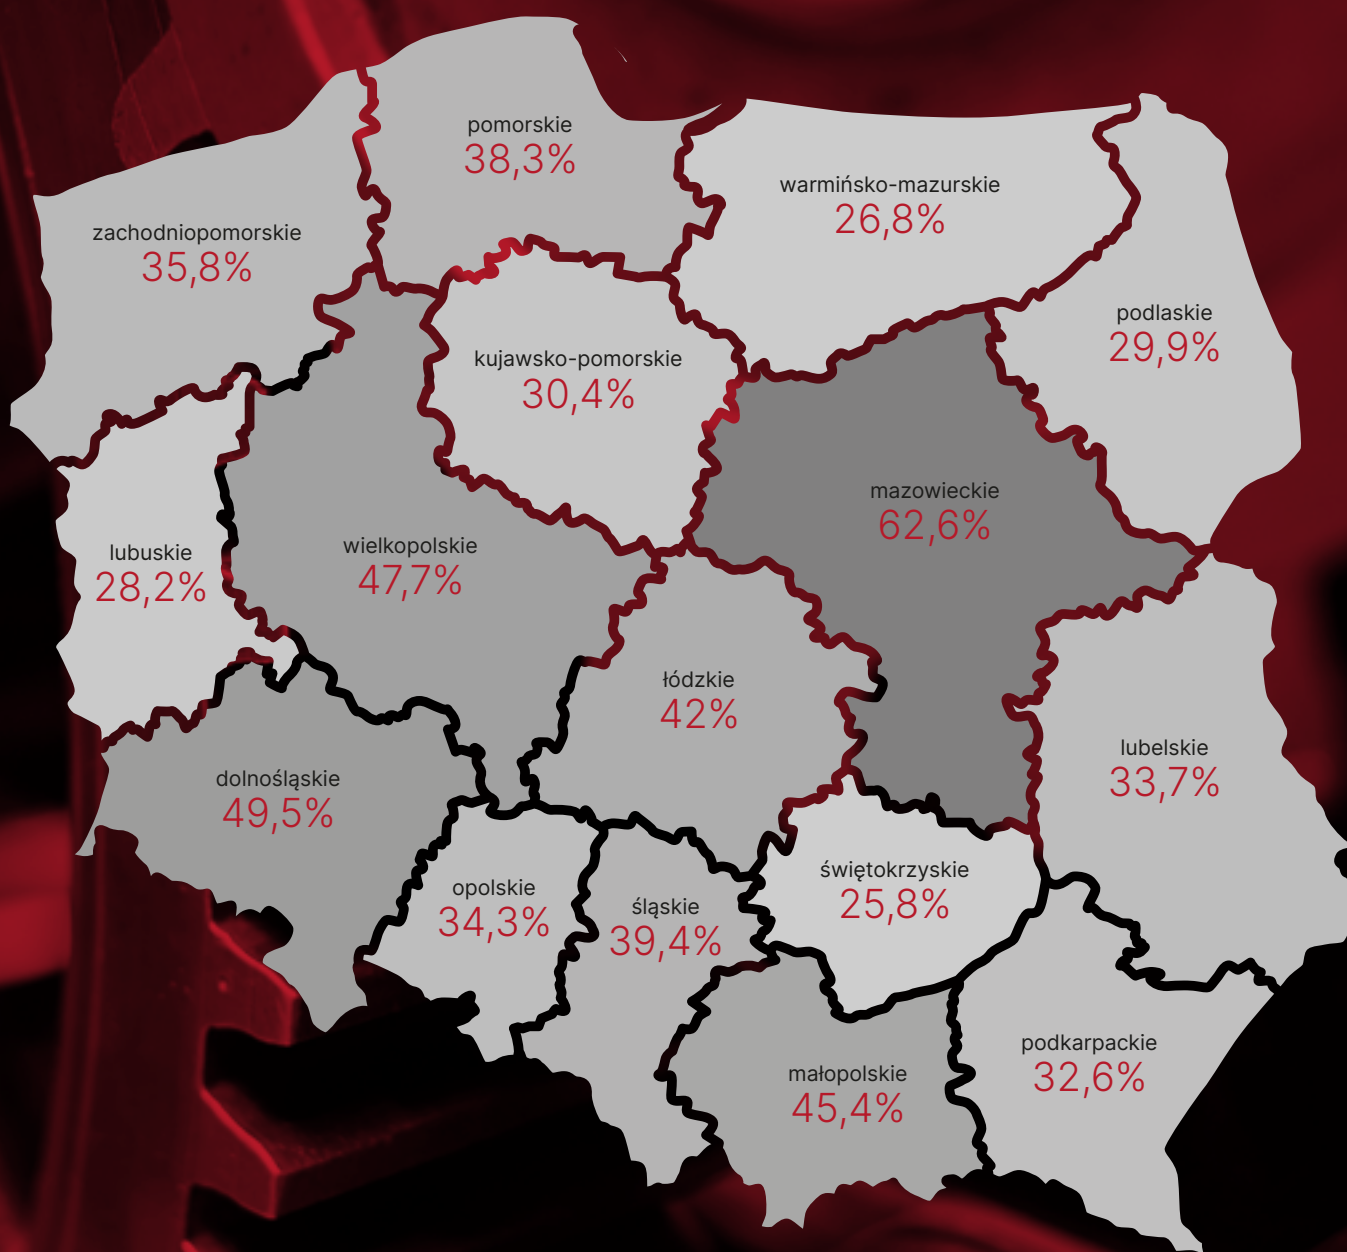 pomorskie
38,3%
warmińsko-mazurskie
26,8%
zachodniopomorskie
35,8%
podlaskie
29,9%
kujawsko-pomorskie
30,4%
mazowieckie
62,6%
lubuskie
28,2%
wielkopolskie
47,7%
łódzkie
42%
lubelskie
33,7%
dolnośląskie
49,5%
świętokrzyskie
25,8%
opolskie
34,3%
śląskie
39,4%
podkarpackie
32,6%
małopolskie
45,4%